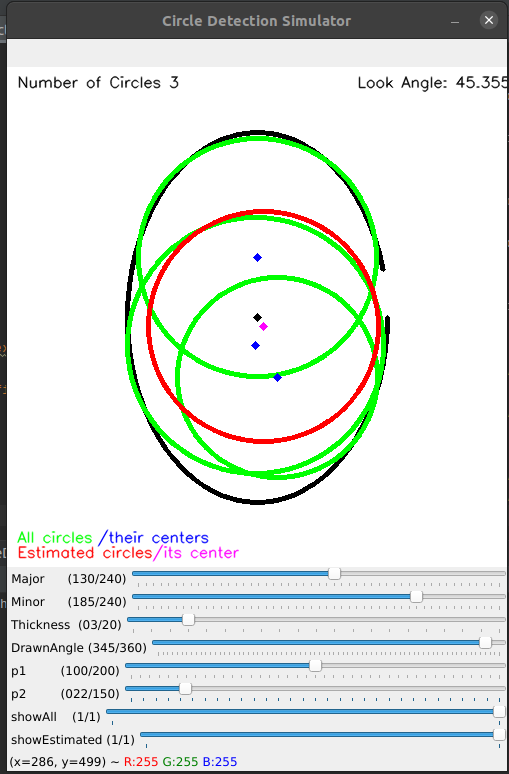 Circle Detection Simulator
Number of Circles 3
Look Angle: 45.355
All circles /their centers
Estimated circles/its center
Major (130/240)
Minor (185/240)
Thickness (03/20)
DrawnAngle (345/360)
p1 (100/200)
p2 (022/150)
showAll (1/1)
showEstimated (1/1)
(x=286, y=499) ~ R:255 G:255 B:255